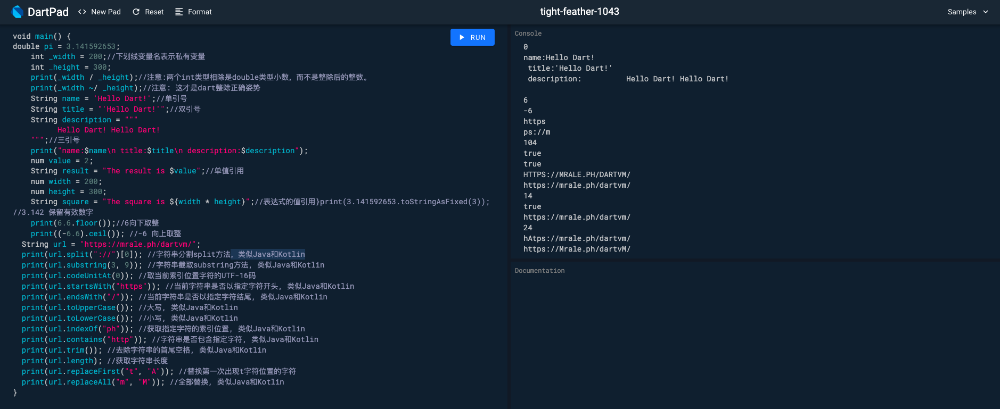 DartPad
<> New Pad
Reset
Format
tight-feather-1043
Samples
void main() {
double pi = 3.141592653;
    int _width = 200;//下划线变量名表示私有变量
    int _height = 300;
    print(_width / _height);//注意:两个int类型相除是double类型小数，而不是整除后的整数。
    print(_width ~/ _height);//注意: 这才是dart整除正确姿势
    String name = 'Hello Dart!';//单引号
    String title = "'Hello Dart!'";//双引号
    String description = """
          Hello Dart! Hello Dart!
    """;//三引号
    print("name:$name\n title:$title\n description:$description");
    num value = 2;
    String result = "The result is $value";//单值引用
    num width = 200;
    num height = 300;
    String square = "The square is ${width * height}";//表达式的值引用}print(3.141592653.toStringAsFixed(3));
//3.142 保留有效数字
    print(6.6.floor());//6向下取整
    print((-6.6).ceil()); //-6 向上取整
  String url = "https://mrale.ph/dartvm/";
  print(url.split("://")[0]); //字符串分割split方法，类似Java和Kotlin
  print(url.substring(3, 9)); //字符串截取substring方法, 类似Java和Kotlin
  print(url.codeUnitAt(0)); //取当前索引位置字符的UTF-16码
  print(url.startsWith("https")); //当前字符串是否以指定字符开头, 类似Java和Kotlin
  print(url.endsWith("/")); //当前字符串是否以指定字符结尾, 类似Java和Kotlin
  print(url.toUpperCase()); //大写, 类似Java和Kotlin
  print(url.toLowerCase()); //小写, 类似Java和Kotlin
  print(url.indexOf("ph")); //获取指定字符的索引位置, 类似Java和Kotlin
  print(url.contains("http")); //字符串是否包含指定字符, 类似Java和Kotlin
  print(url.trim()); //去除字符串的首尾空格, 类似Java和Kotlin
  print(url.length); //获取字符串长度
  print(url.replaceFirst("t", "A")); //替换第一次出现t字符位置的字符
  print(url.replaceAll("m", "M")); //全部替换, 类似Java和Kotlin
}
RUN
Console
0
name:Hello Dart!
 title:'Hello Dart!'
 description:          Hello Dart! Hello Dart!
6
-6
https
ps://m
104
true
true
HTTPS://MRALE.PH/DARTVM/
https://mrale.ph/dartvm/
14
true
https://mrale.ph/dartvm/
24
hAtps://mrale.ph/dartvm/
https://Mrale.ph/dartvM/
Documentation